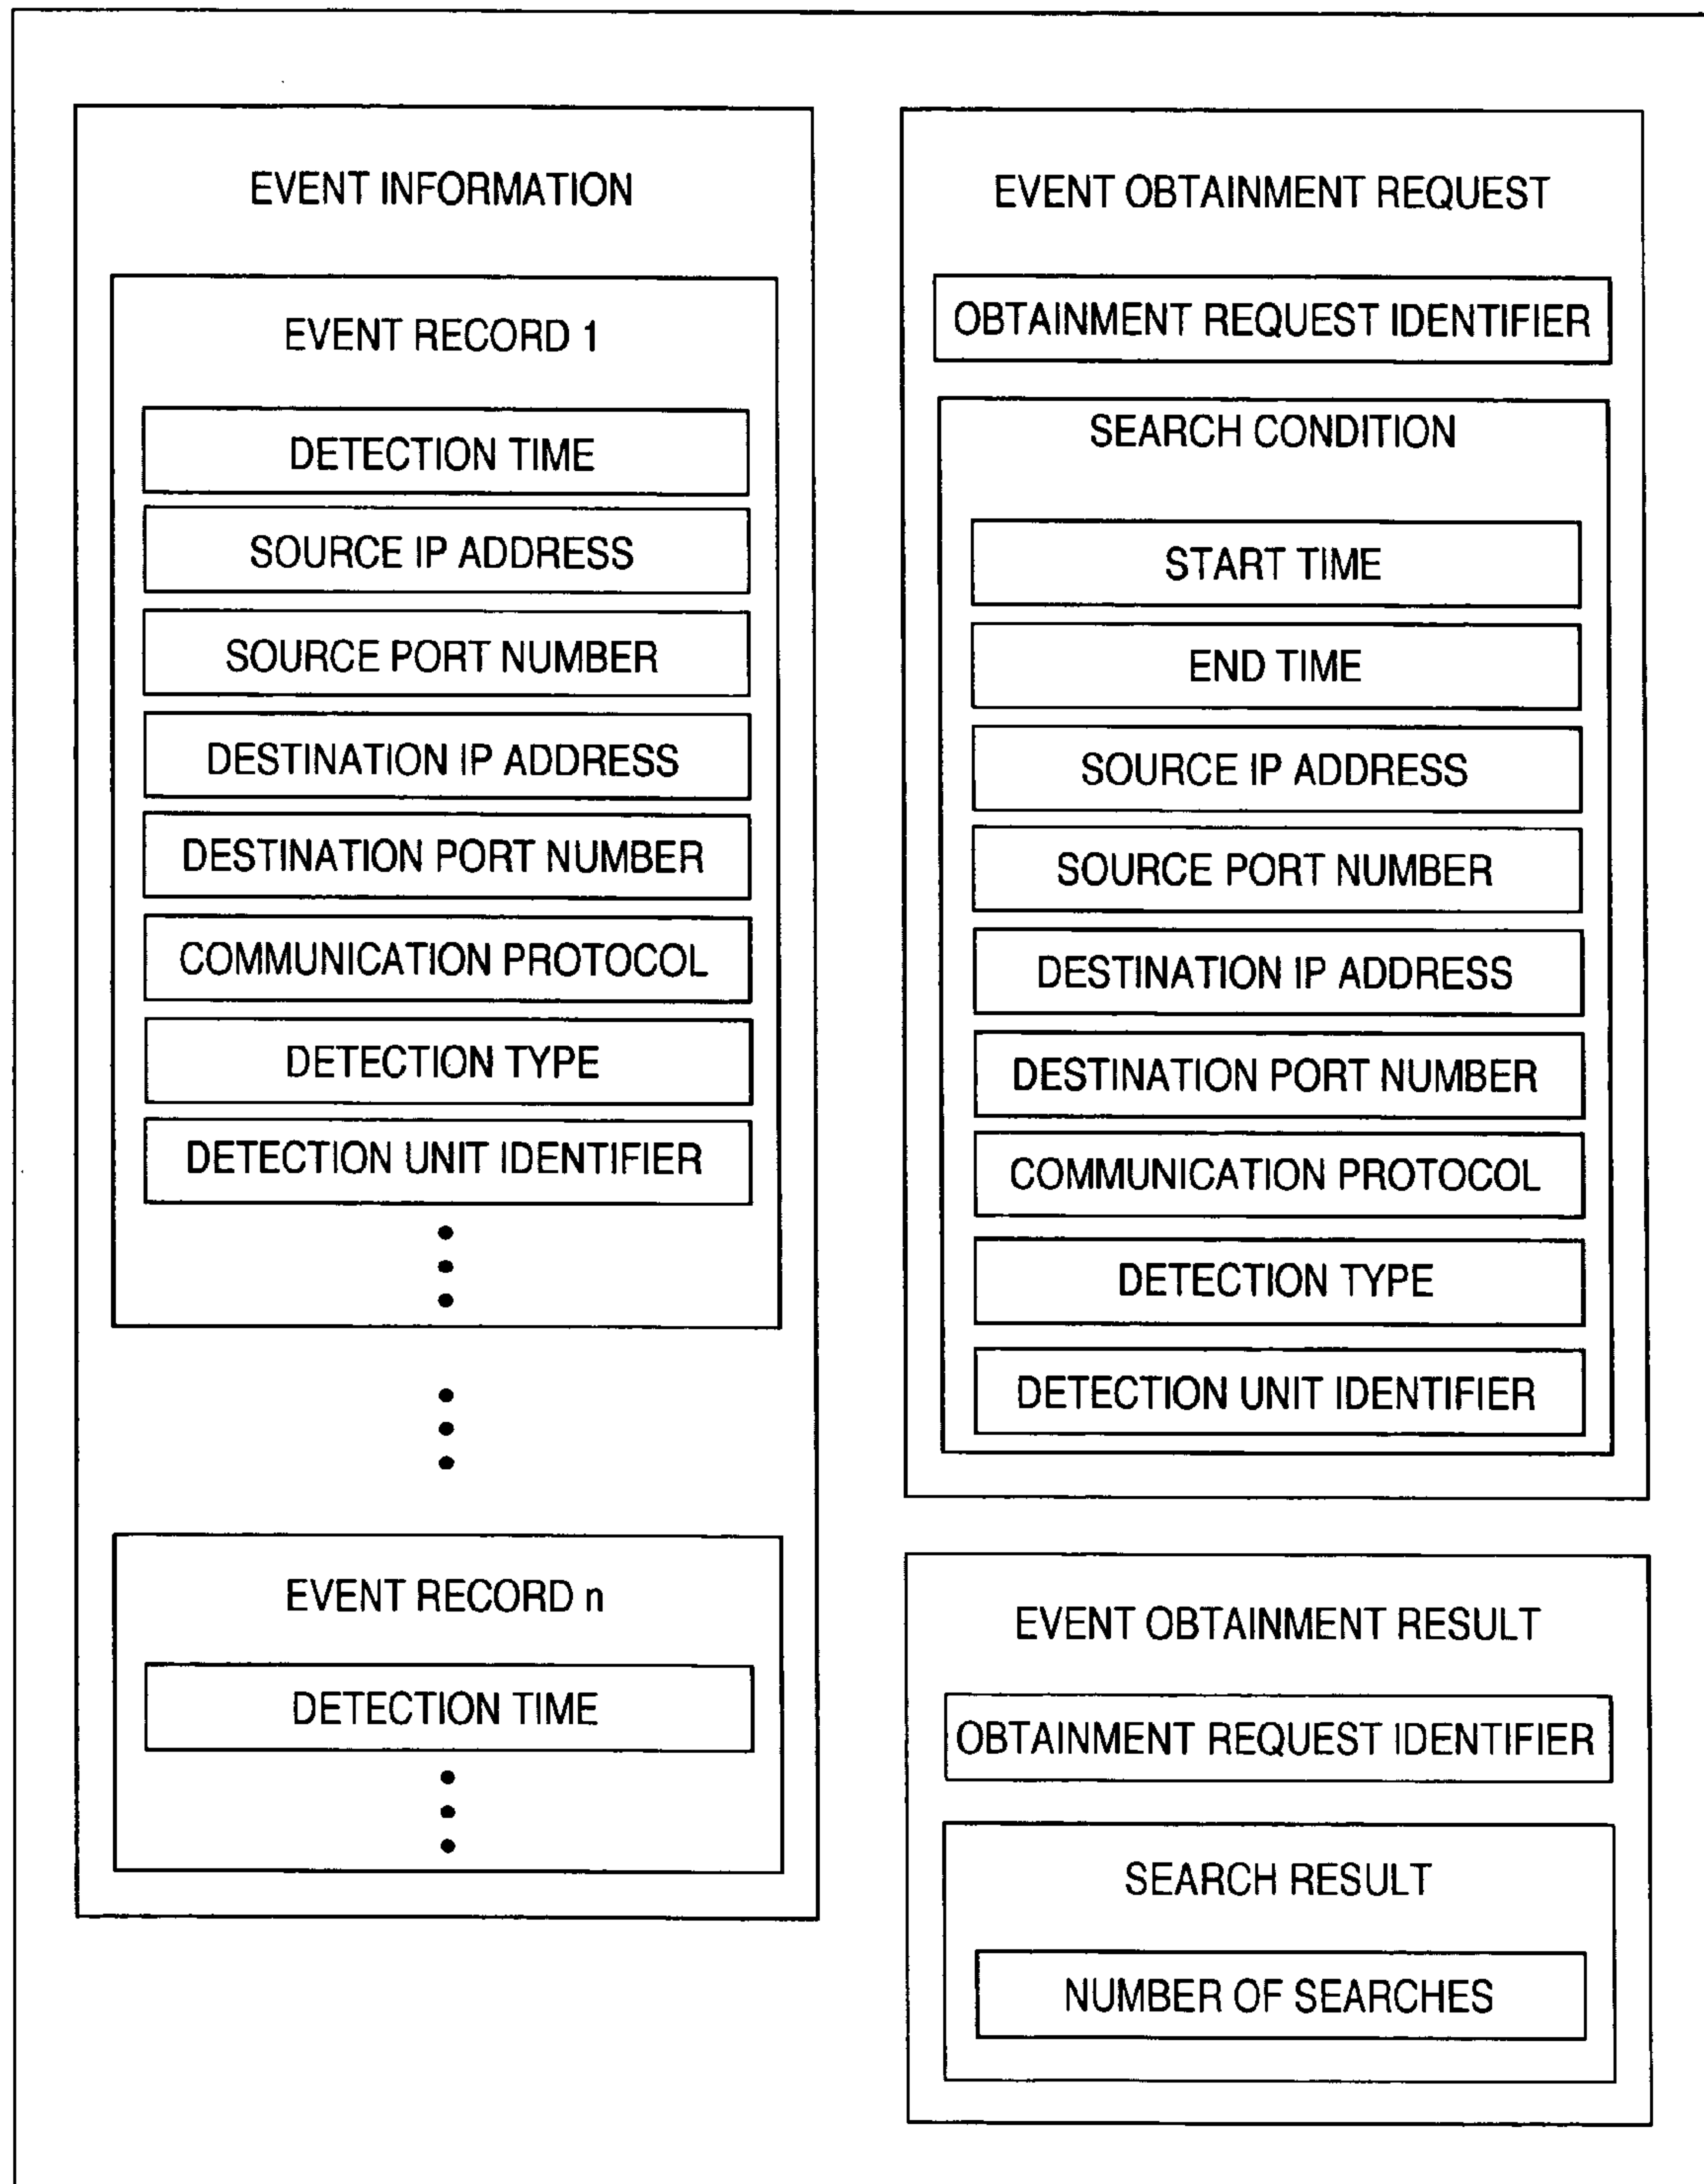 EVENT INFORMATION
EVENT RECORD 1
DETECTION TIME
SOURCE IP ADDRESS
SOURCE PORT NUMBER
DESTINATION IP ADDRESS
DESTINATION PORT NUMBER
COMMUNICATION PROTOCOL
DETECTION TYPE
DETECTION UNIT IDENTIFIER
EVENT RECORD n
DETECTION TIME
EVENT OBTAINMENT REQUEST
OBTAINMENT REQUEST IDENTIFIER
SEARCH CONDITION
START TIME
END TIME
SOURCE IP ADDRESS
SOURCE PORT NUMBER
DESTINATION IP ADDRESS
DESTINATION PORT NUMBER
COMMUNICATION PROTOCOL
DETECTION TYPE
DETECTION UNIT IDENTIFIER
EVENT OBTAINMENT RESULT
OBTAINMENT REQUEST IDENTIFIER
SEARCH RESULT
NUMBER OF SEARCHES